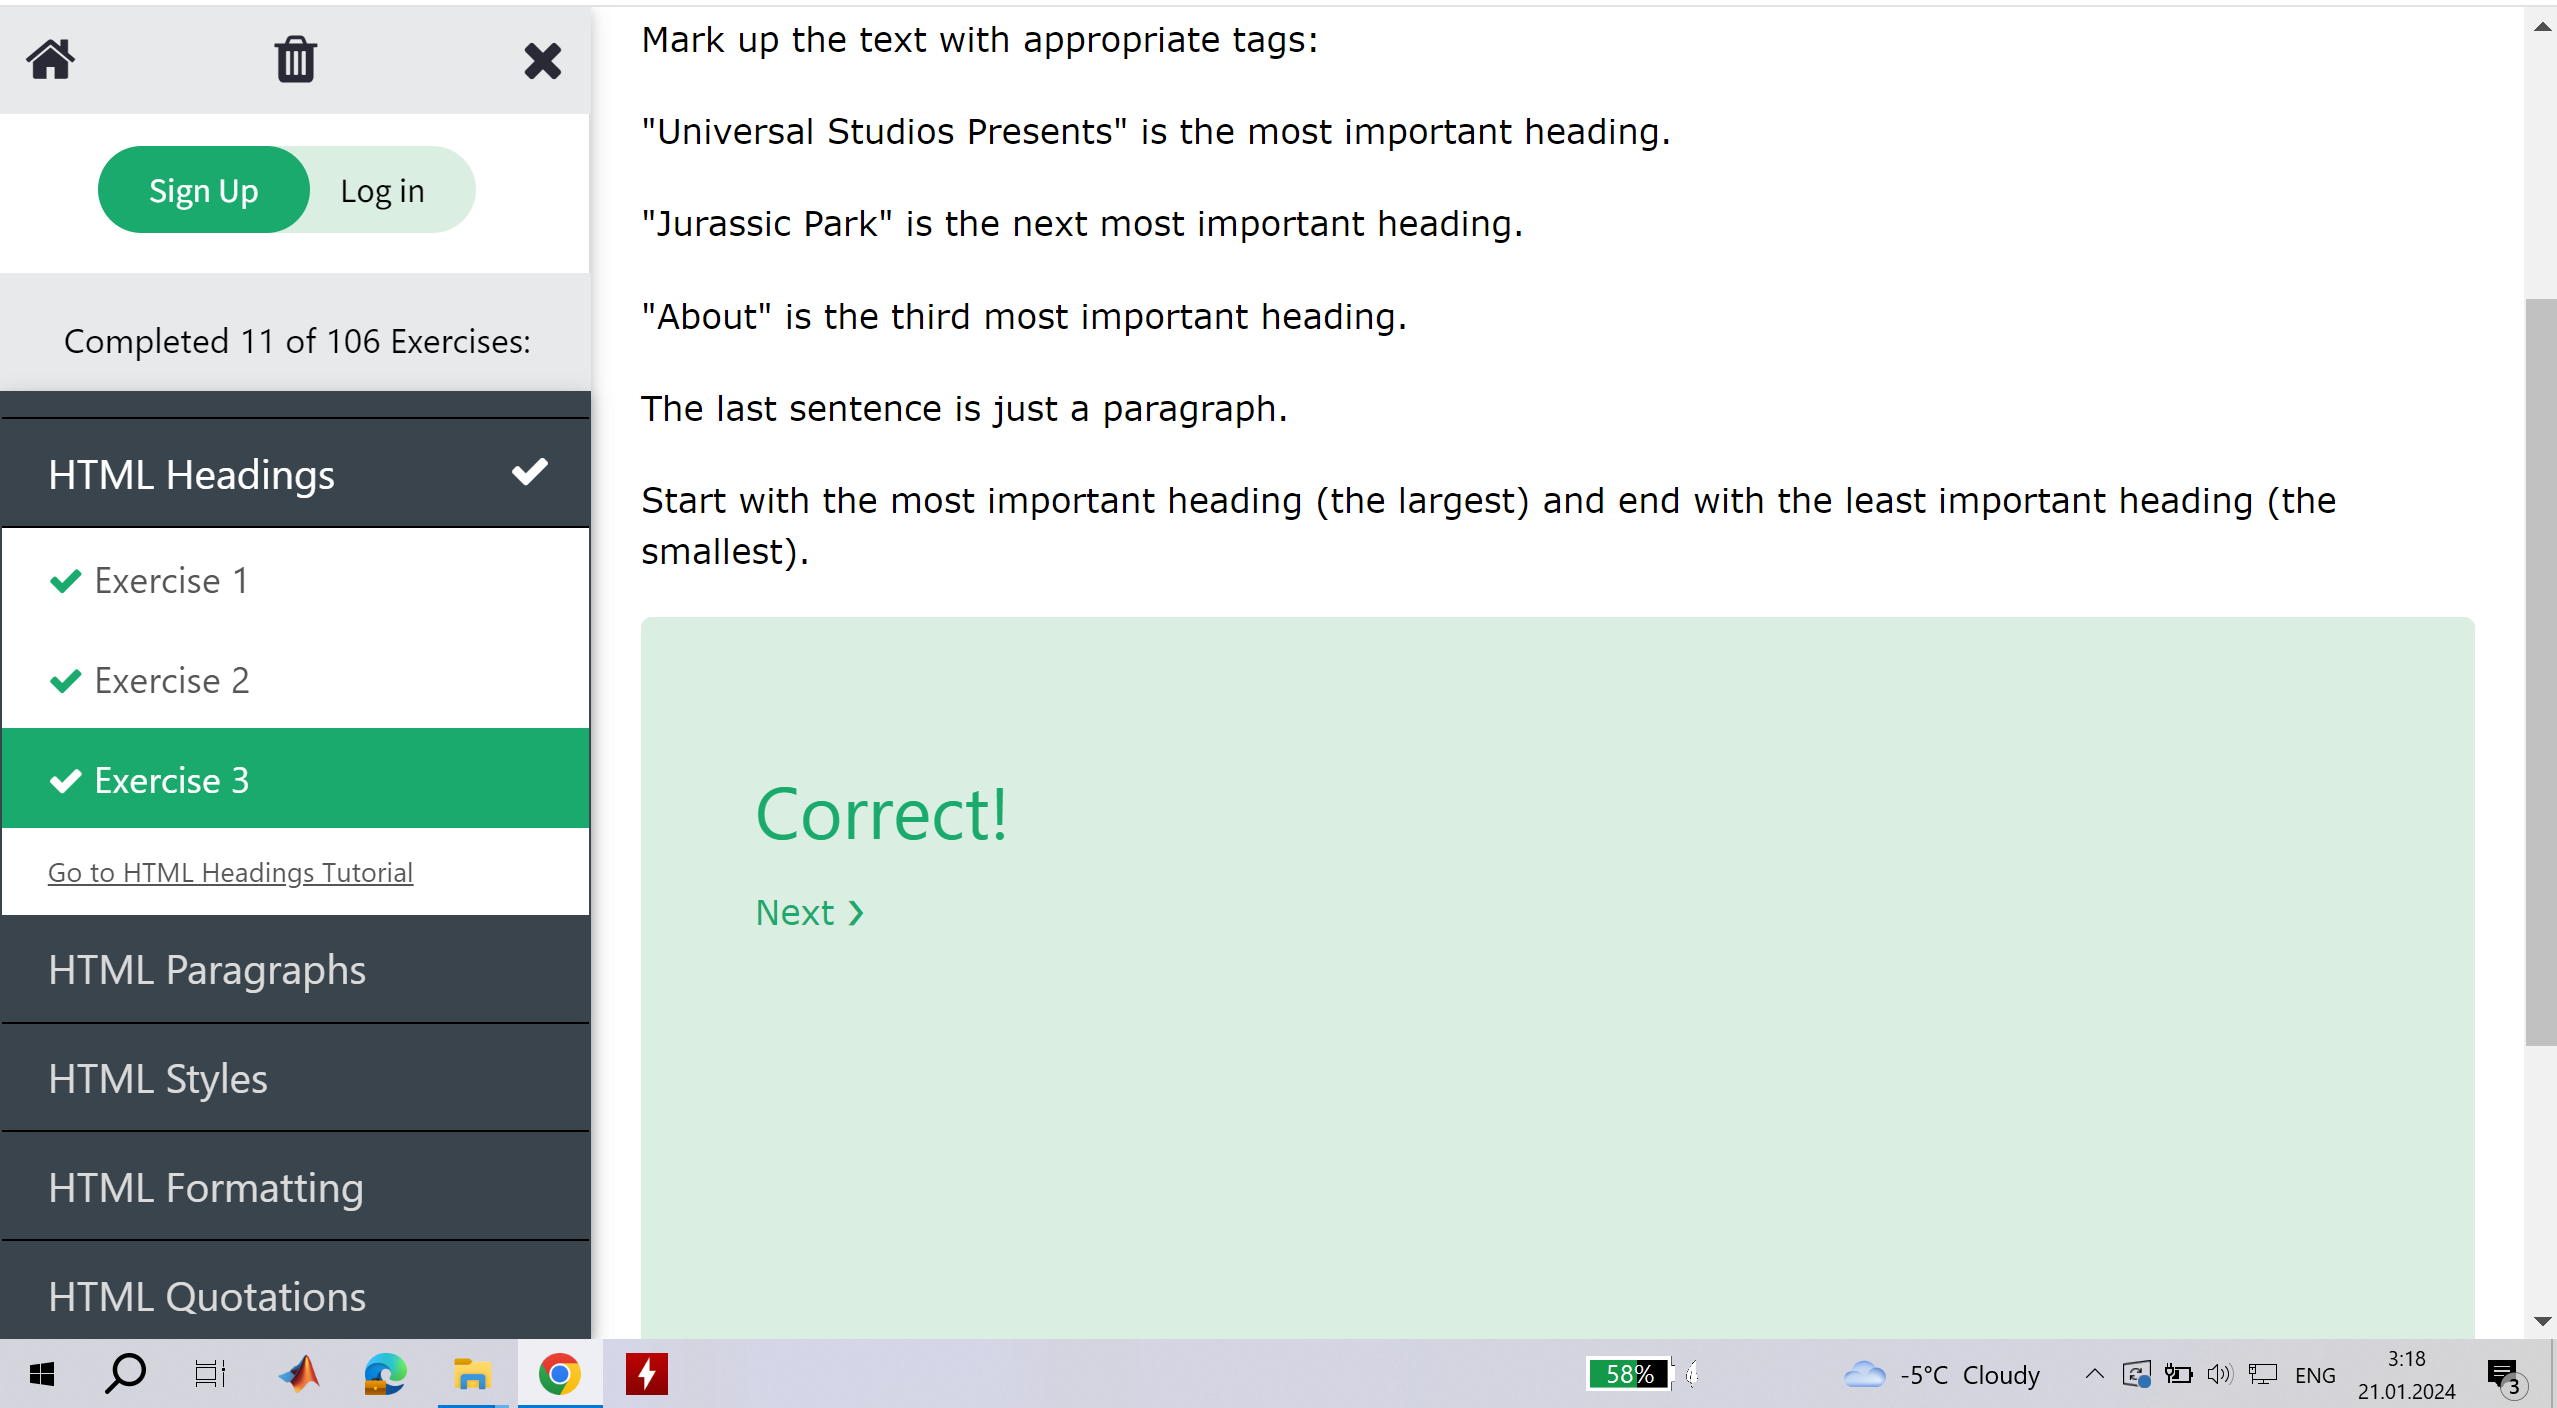 Sign Up
Log in
Completed 11 of 106 Exercises:
HTML Headings
Exercise 1
Exercise 2
Exercise 3
Go to HTML Headings Tutorial
HTML Paragraphs
HTML Styles
HTML Formatting
HTML Quotations
Mark up the text with appropriate tags:
"Universal Studios Presents" is the most important heading.
"Jurassic Park" is the next most important heading.
"About" is the third most important heading.
The last sentence is just a paragraph.
Start with the most important heading (the largest) and end with the least important heading (the
smallest).
Correct!
Next ❯
58%
-5°C Cloudy
ENG
3:18
21.01.2024
3